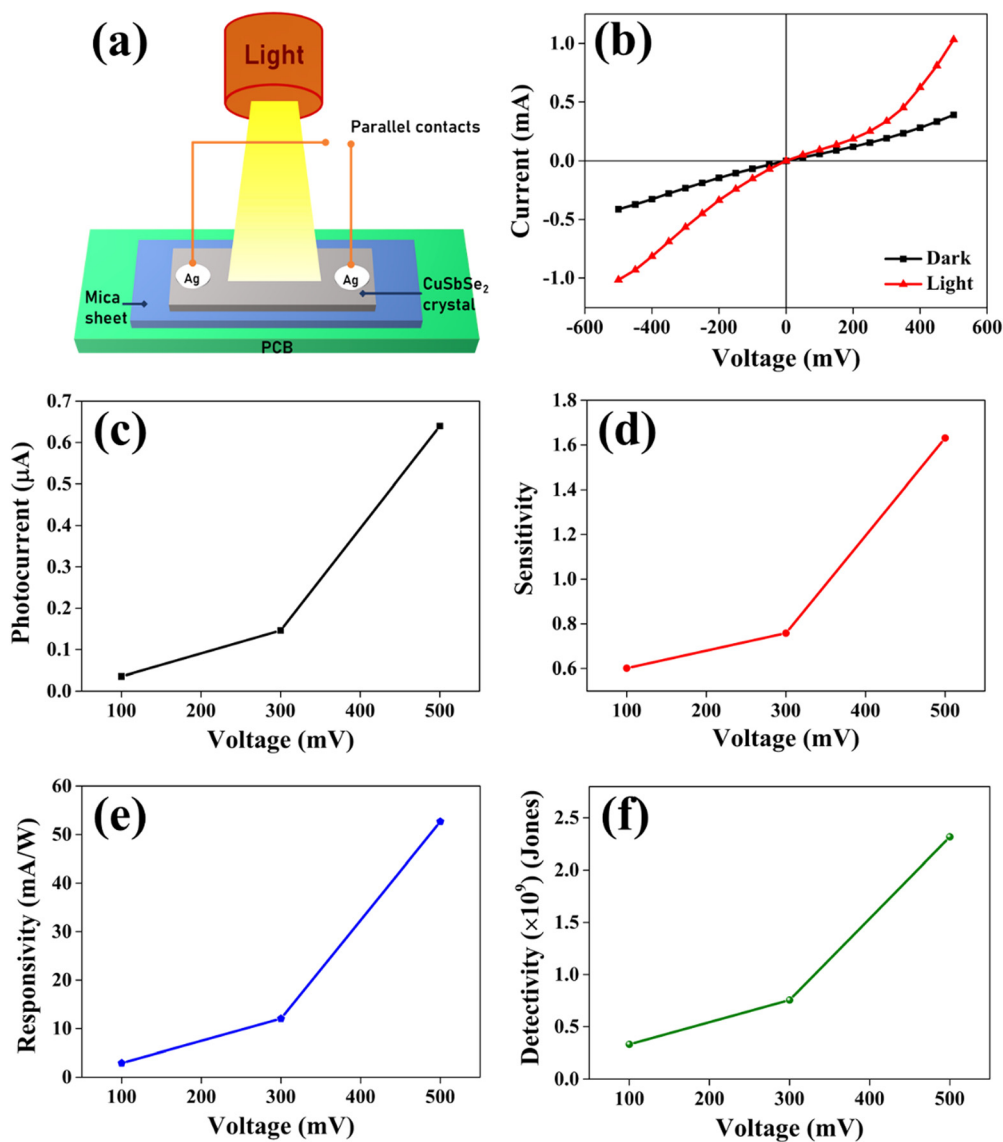 (a)
Light
Parallel contacts
Ag
Ag
CuSbSe₂
crystal
Mica
sheet
PCB
(b)
Current (mA)
1.0
0.5
0.0
-0.5
-1.0
Dark
Light
-600 -400 -200 0 200 400 600
Voltage (mV)
(c)
Photocurrent (μA)
0.7
0.6
0.5
0.4
0.3
0.2
0.1
0.0
100 200 300 400 500
Voltage (mV)
(d)
Sensitivity
1.8
1.6
1.4
1.2
1.0
0.8
0.6
100 200 300 400 500
Voltage (mV)
(e)
Responsivity (mA/W)
60
50
40
30
20
10
0
100 200 300 400 500
Voltage (mV)
(f)
Detectivity (×10⁹) (Jones)
2.5
2.0
1.5
1.0
0.5
0.0
100 200 300 400 500
Voltage (mV)